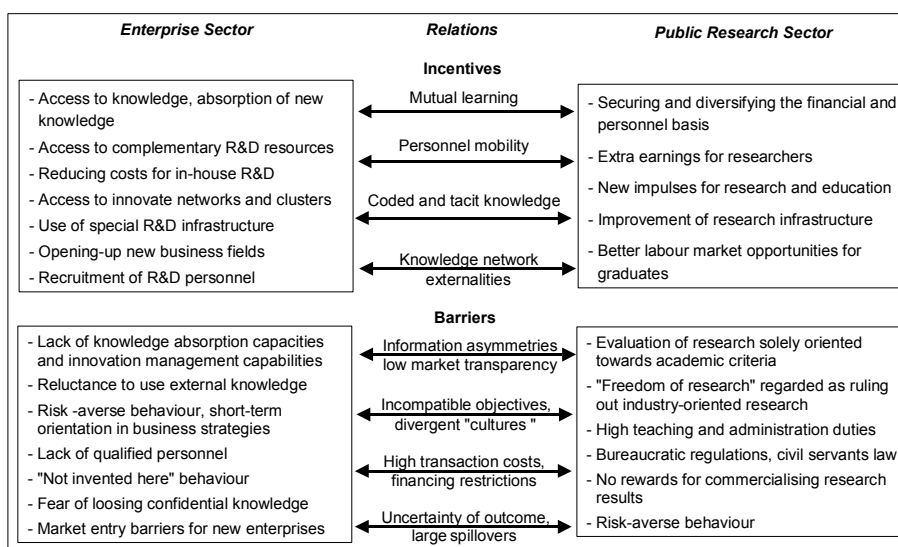 Enterprise Sector
Relations
Public Research Sector
Incentives
- Access to knowledge, absorption of new
knowledge
- Access to complementary R&D resources
- Reducing costs for in-house R&D
- Access to innovate networks and clusters
- Use of special R&D infrastructure
- Opening-up new business fields
- Recruitment of R&D personnel
Mutual learning
Personnel mobility
Coded and tacit knowledge
Knowledge network
externalities
- Securing and diversifying the financial and
personnel basis
- Extra earnings for researchers
- New impulses for research and education
- Improvement of research infrastructure
- Better labour market opportunities for
graduates
Barriers
- Lack of knowledge absorption capacities
and innovation management capabilities
- Reluctance to use external knowledge
- Risk -averse behaviour, short-term
orientation in business strategies
- Lack of qualified personnel
- "Not invented here" behaviour
- Fear of loosing confidential knowledge
- Market entry barriers for new enterprises
Information asymmetries
low market transparency
Incompatible objectives,
divergent "cultures "
High transaction costs,
financing restrictions
Uncertainty of outcome,
large spillovers
- Evaluation of research solely oriented
towards academic criteria
- "Freedom of research" regarded as ruling
out industry-oriented research
- High teaching and administration duties
- Bureaucratic regulations, civil servants law
- No rewards for commercialising research
results
- Risk-averse behaviour